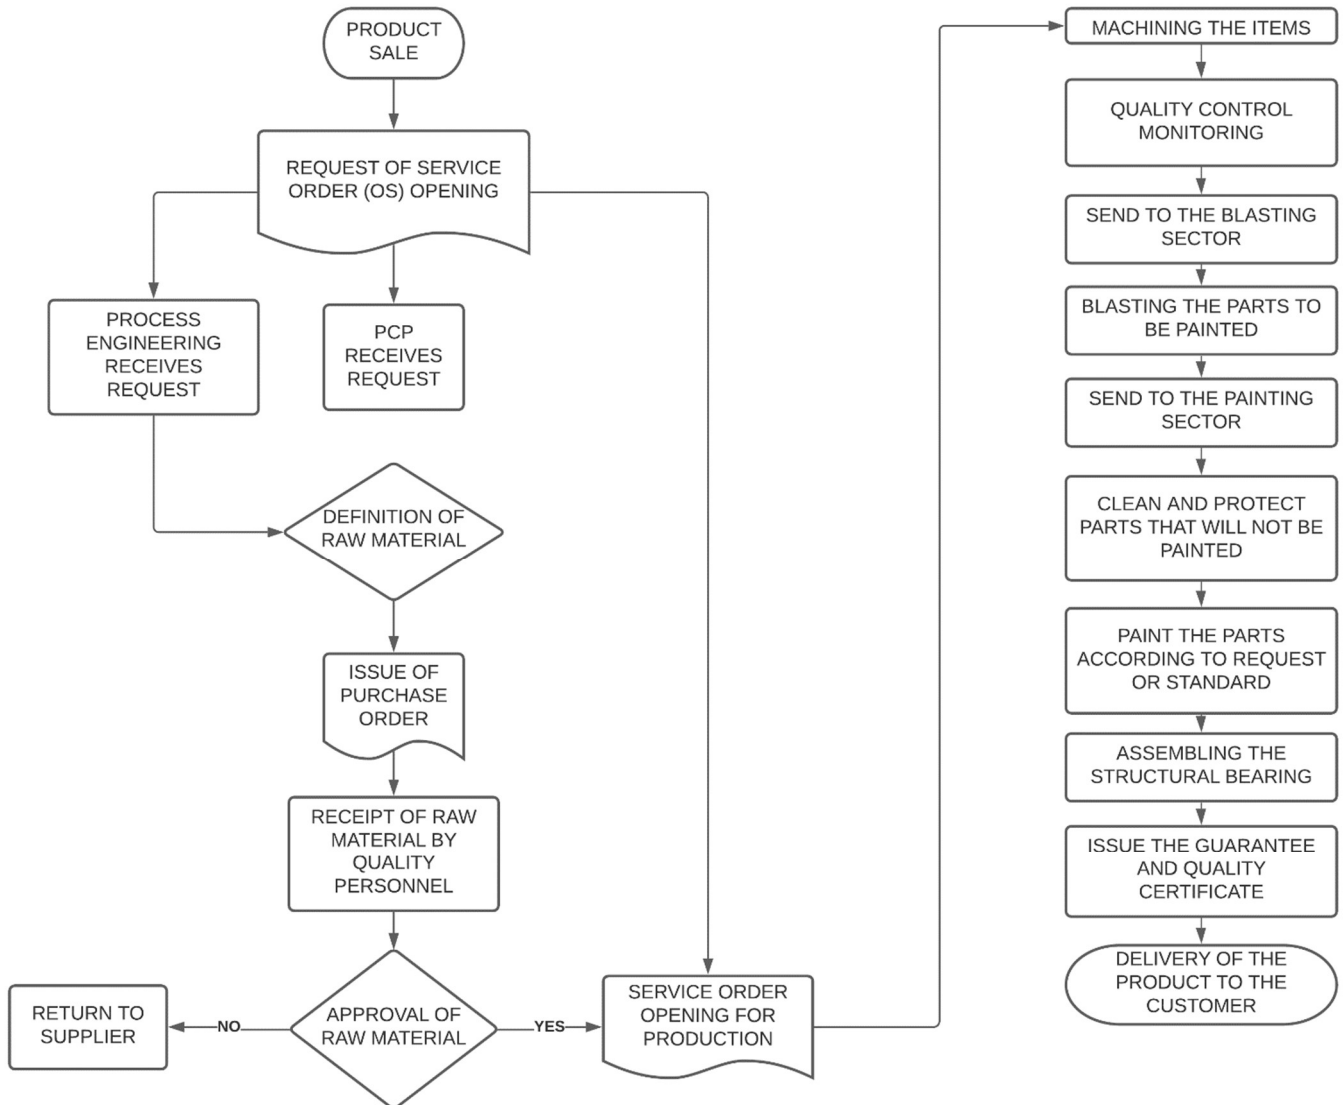 PRODUCT
SALE
REQUEST OF SERVICE
ORDER (OS) OPENING
PROCESS
ENGINEERING
RECEIVES
REQUEST
PCP
RECEIVES
REQUEST
DEFINITION OF
RAW MATERIAL
ISSUE OF
PURCHASE
ORDER
RECEIPT OF RAW
MATERIAL BY
QUALITY
PERSONNEL
APPROVAL OF
RAW MATERIAL
NO
RETURN TO
SUPPLIER
YES
SERVICE ORDER
OPENING FOR
PRODUCTION
MACHINING THE ITEMS
QUALITY CONTROL
MONITORING
SEND TO THE BLASTING
SECTOR
BLASTING THE PARTS TO
BE PAINTED
SEND TO THE PAINTING
SECTOR
CLEAN AND PROTECT
PARTS THAT WILL NOT BE
PAINTED
PAINT THE PARTS
ACCORDING TO REQUEST
OR STANDARD
ASSEMBLING THE
STRUCTURAL BEARING
ISSUE THE GUARANTEE
AND QUALITY
CERTIFICATE
DELIVERY OF THE
PRODUCT TO THE
CUSTOMER